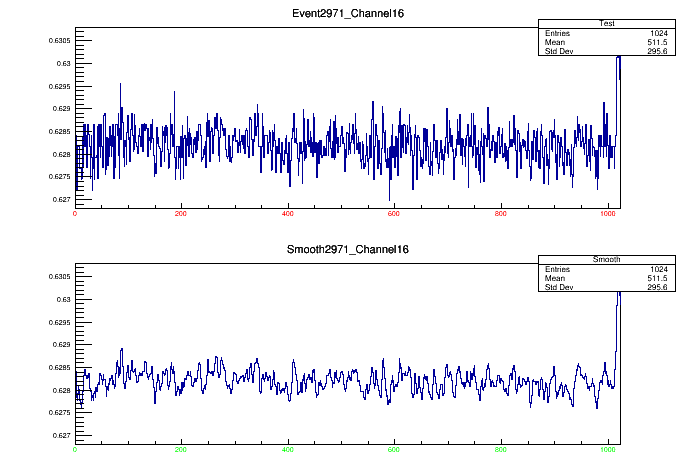 Event2971_Channel16
Test
Entries 1024
Mean 511.5
Std Dev 295.6
0.6305
0.63
0.6295
0.629
0.6285
0.628
0.6275
0.627
0 200 400 600 800 1000
Smooth2971_Channel16
Smooth
Entries 1024
Mean 511.5
Std Dev 295.6
0.6305
0.63
0.6295
0.629
0.6285
0.628
0.6275
0.627
0 200 400 600 800 1000